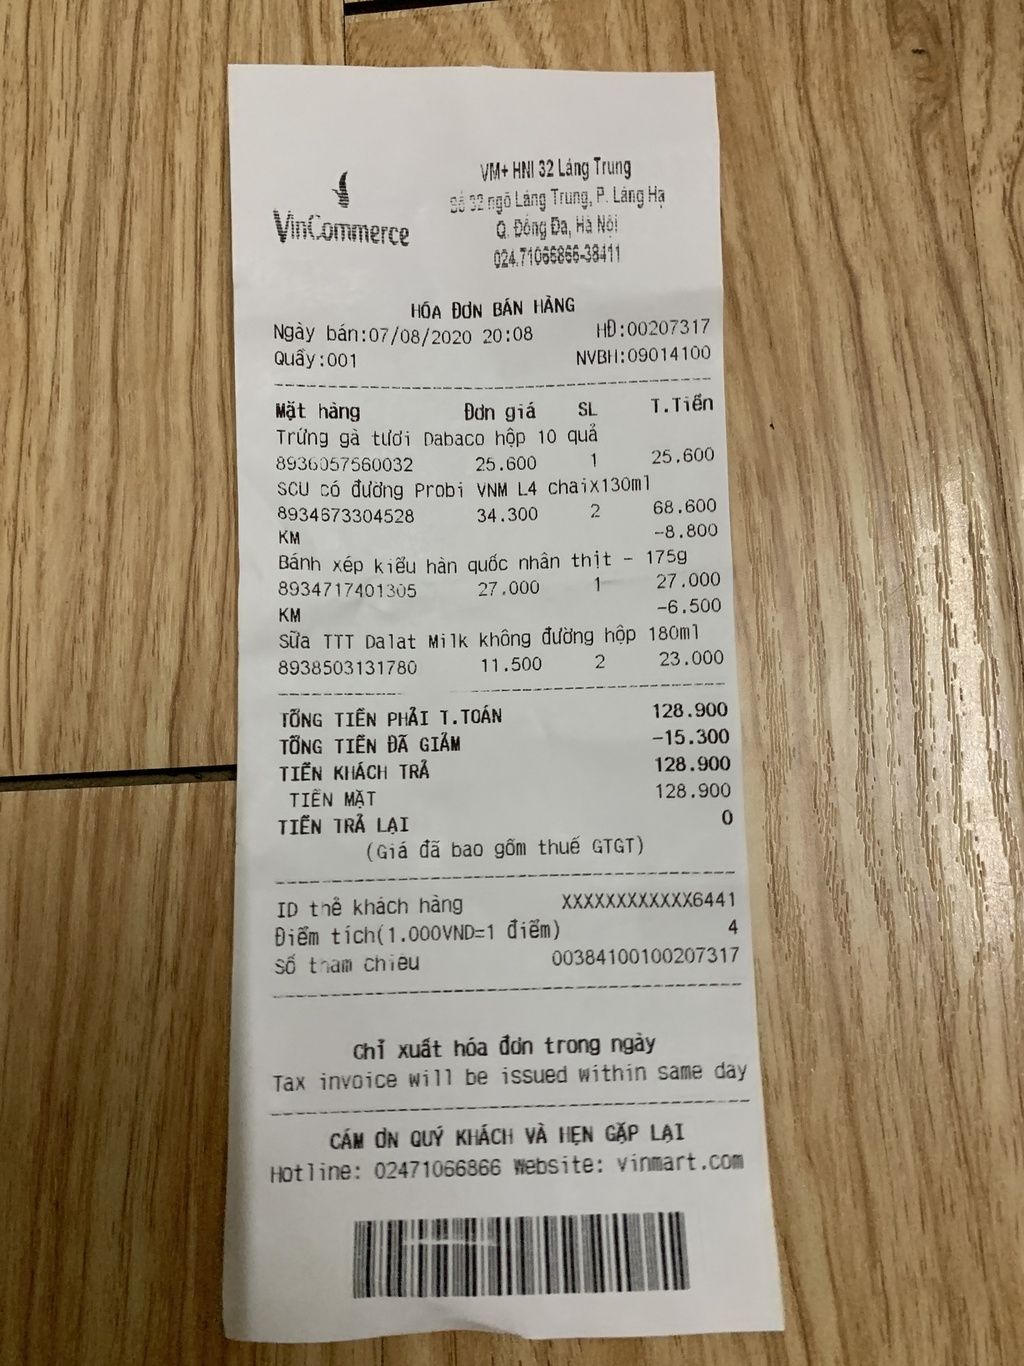 VinCommerce
VM+ HNI 32 Láng Trung
Số 32 ngõ Láng Trung, P. Láng Hạ
Q. Đống Đa, Hà Nội
024.71066866-38411
HÓA ĐƠN BÁN HÀNG
Ngày bán:07/08/2020 20:08 HĐ:00207317
Quầy:001 NVBH:09014100
Mặt hàng Đơn giá SL T.Tiền
Trứng gà tươi Dabaco hộp 10 quả
8936057560032 25.600 1 25.600
SCU có đường Probi VNM L4 chaix130ml
8934673304528 34.300 2 68.600
KM -8.800
Bánh xép kiểu hàn quốc nhân thịt - 175g
8934717401305 27.000 1 27.000
KM -6.500
Sữa TTT Dalat Milk không đường hộp 180ml
8938503131780 11.500 2 23.000
TỔNG TIỀN PHẢI T.TOÁN 128.900
TỔNG TIỀN ĐÃ GIẢM -15.300
TIỀN KHÁCH TRẢ 128.900
TIỀN MẶT 128.900
TIỀN TRẢ LẠI 0
(Giá đã bao gồm thuế GTGT)
ID thẻ khách hàng XXXXXXXXXXXX6441
Điểm tích(1.000VND=1 điểm) 4
Số tham chiếu 00384100100207317
Chỉ xuất hóa đơn trong ngày
Tax invoice will be issued within same day
CẢM ƠN QUÝ KHÁCH VÀ HẸN GẶP LẠI
Hotline: 02471066866 Website: vinmart.com